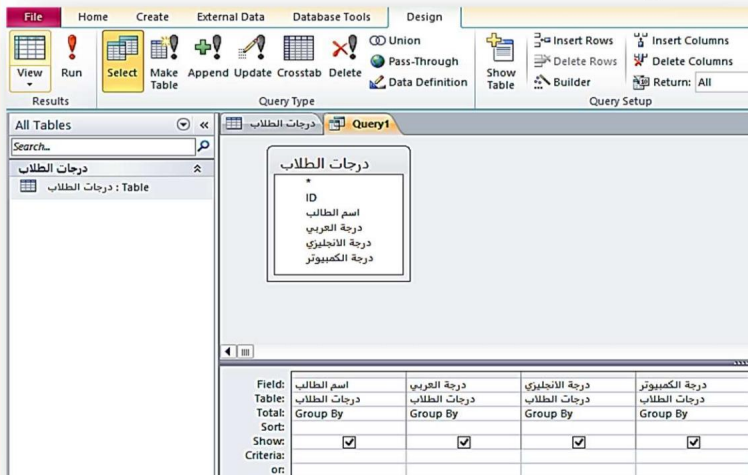 File Home Create External Data Database Tools Design
View Run Select Make Table Append Update Crosstab Delete Union Pass-Through Data Definition Show Table Insert Rows Delete Rows Builder Insert Columns Delete Columns Return: All
Results Query Type Query Setup
All Tables « درجات الطلاب Query1
Search...
درجات الطلاب
درجات الطلاب : Table
درجات الطلاب
*
ID
اسم الطالب
درجة العربي
درجة الانجليزي
درجة الكمبيوتر
Field: اسم الطالب درجة العربي درجة الانجليزي درجة الكمبيوتر
Table: درجات الطلاب درجات الطلاب درجات الطلاب درجات الطلاب
Total: Group By Group By Group By Group By
Sort:
Show:
Criteria:
or: